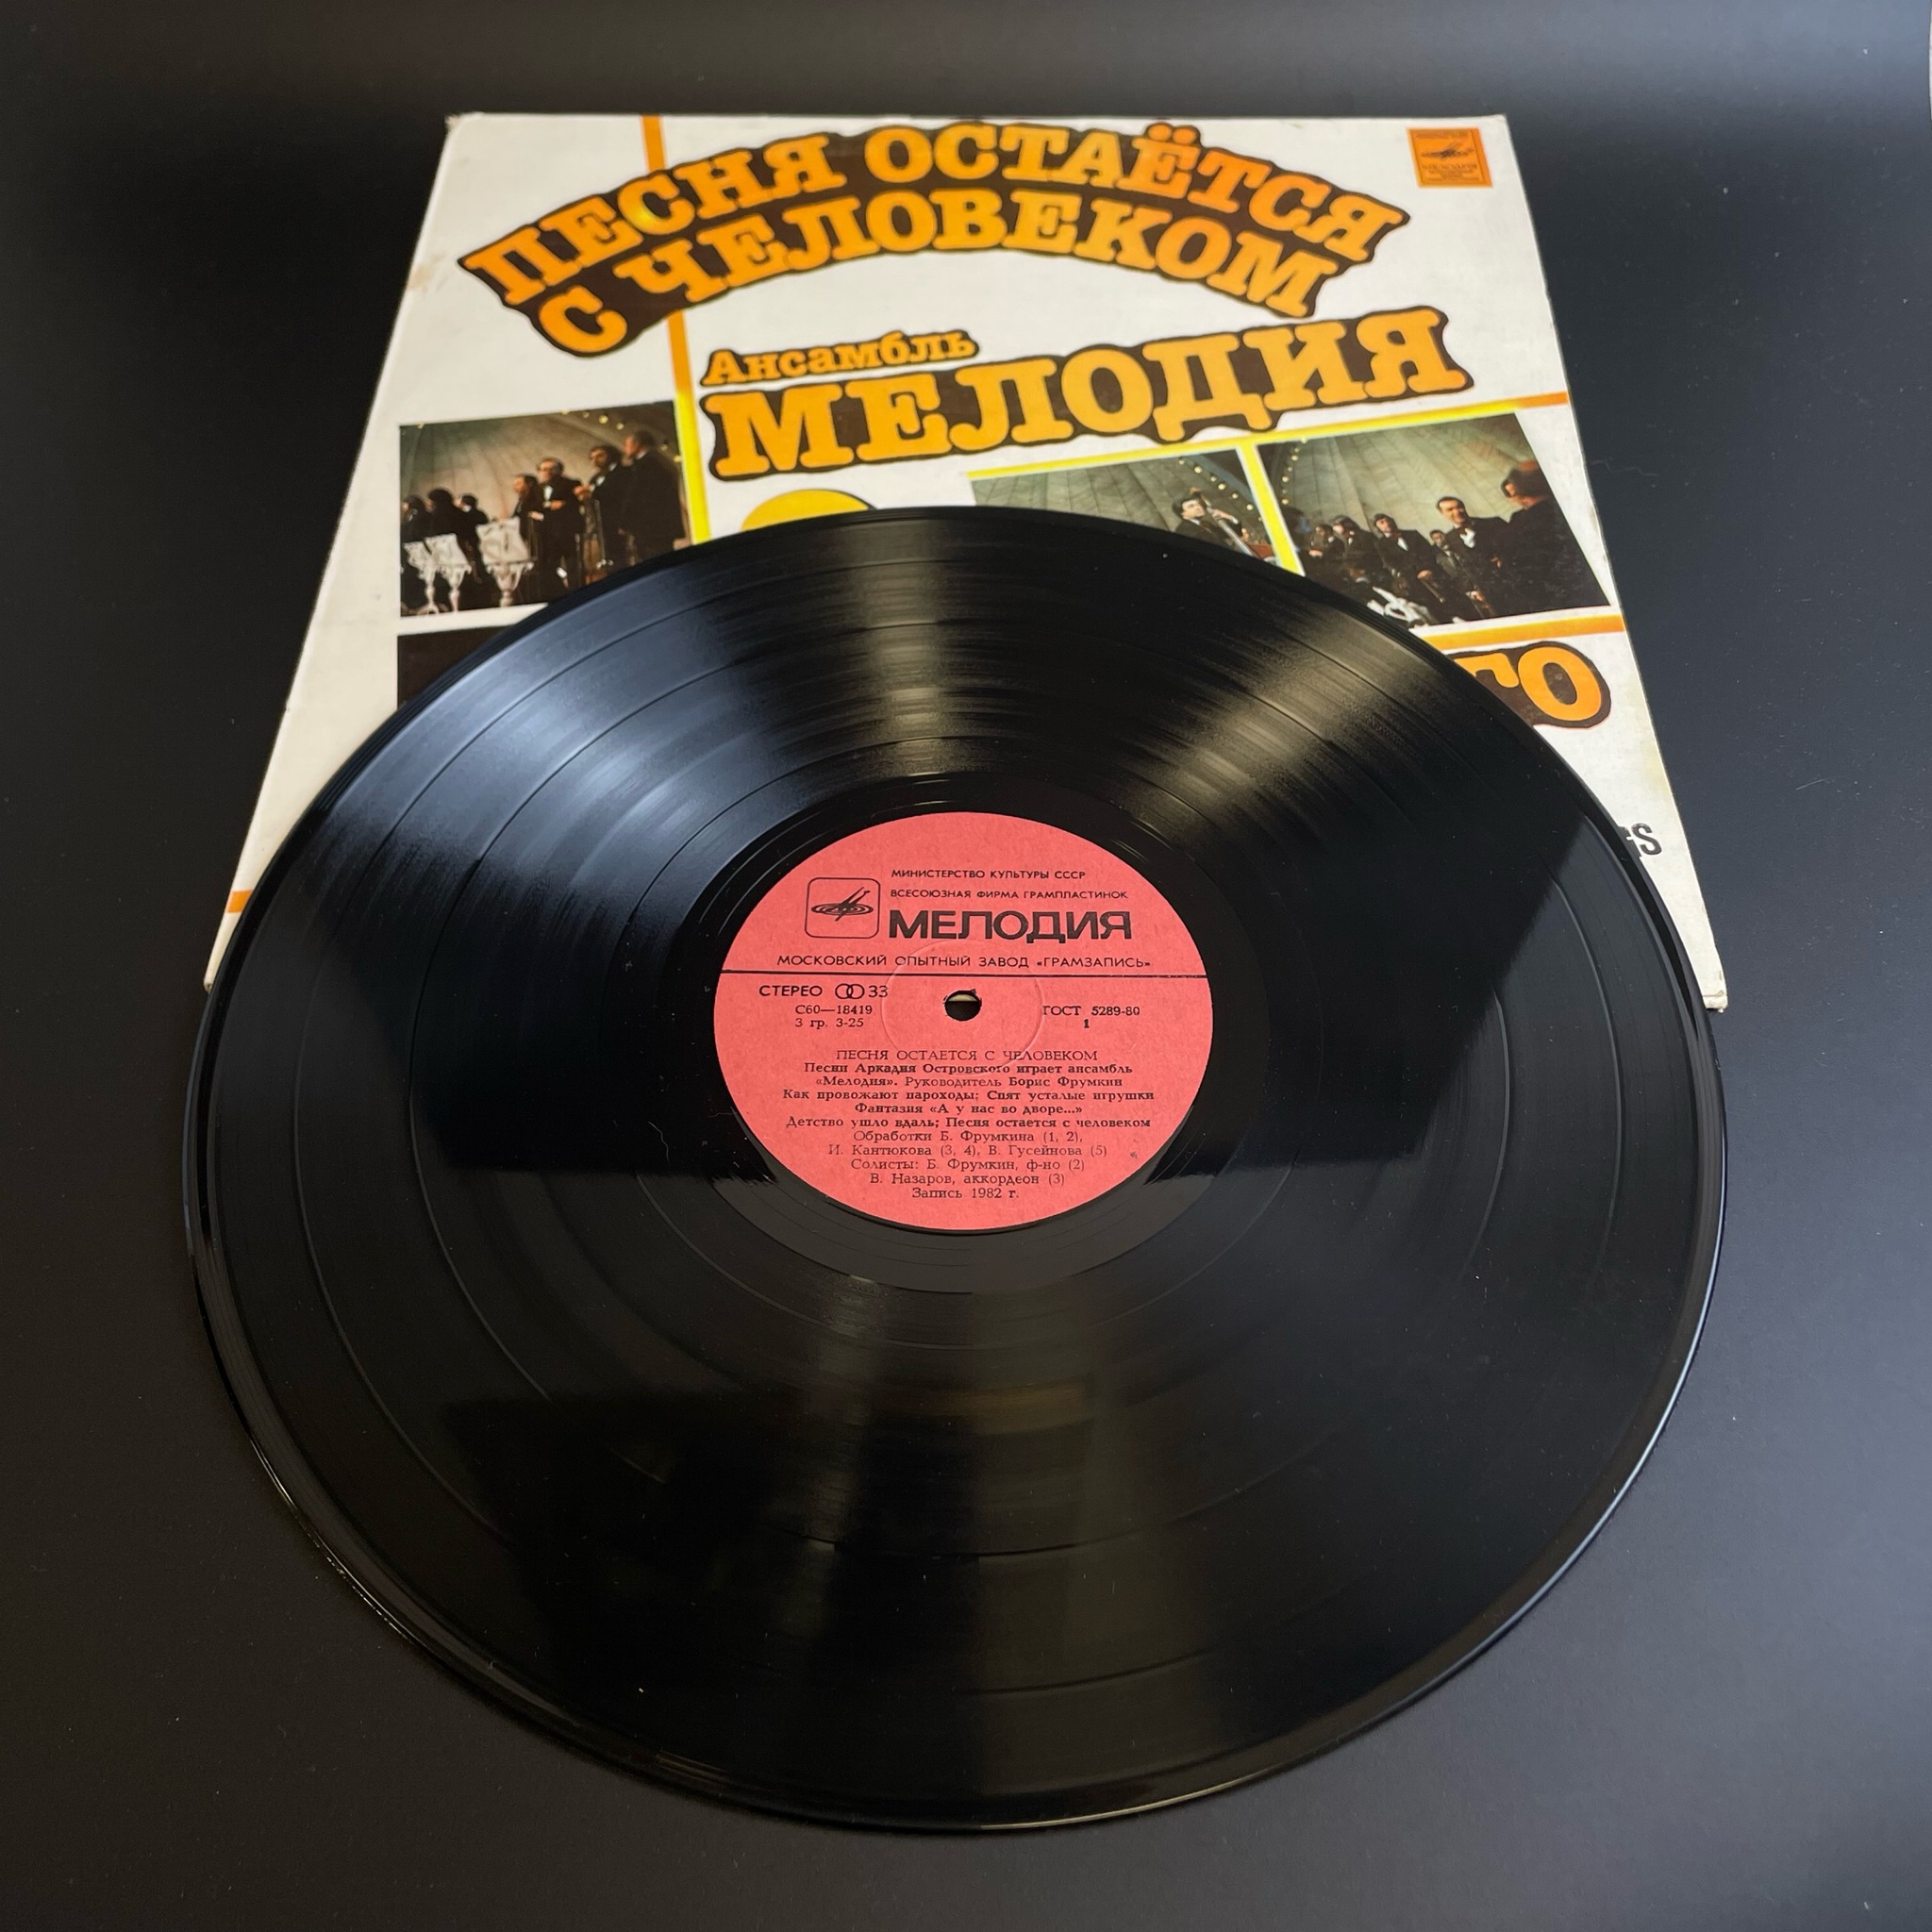 ПЕСНЯ ОСТАЁТСЯ
С ЧЕЛОВЕКОМ
Ансамбль
МЕЛОДИЯ
ГО
МИНИСТЕРСТВО КУЛЬТУРЫ СССР
ВСЕСОЮЗНАЯ ФИРМА ГРАМПЛАСТИНОК
МЕЛОДИЯ
МОСКОВСКИЙ ОПЫТНЫЙ ЗАВОД «ГРАМЗАПИСЬ»
СТЕРЕО 33
С60—18419 ГОСТ 5289-80
3 гр. 3-25 1
ПЕСНЯ ОСТАЕТСЯ С ЧЕЛОВЕКОМ
Песни Аркадия Островского играет ансамбль
«Мелодия». Руководитель Борис Фрумкин
Как провожают пароходы; Спят усталые игрушки
Фантазия «А у нас во дворе...»
Детство ушло вдаль; Песня остается с человеком
Обработки Б. Фрумкина (1, 2),
И. Кантюкова (3, 4), В. Гусейнова (5)
Солисты: Б. Фрумкин, ф-но (2)
В. Назаров, аккордеон (3)
Запись 1982 г.